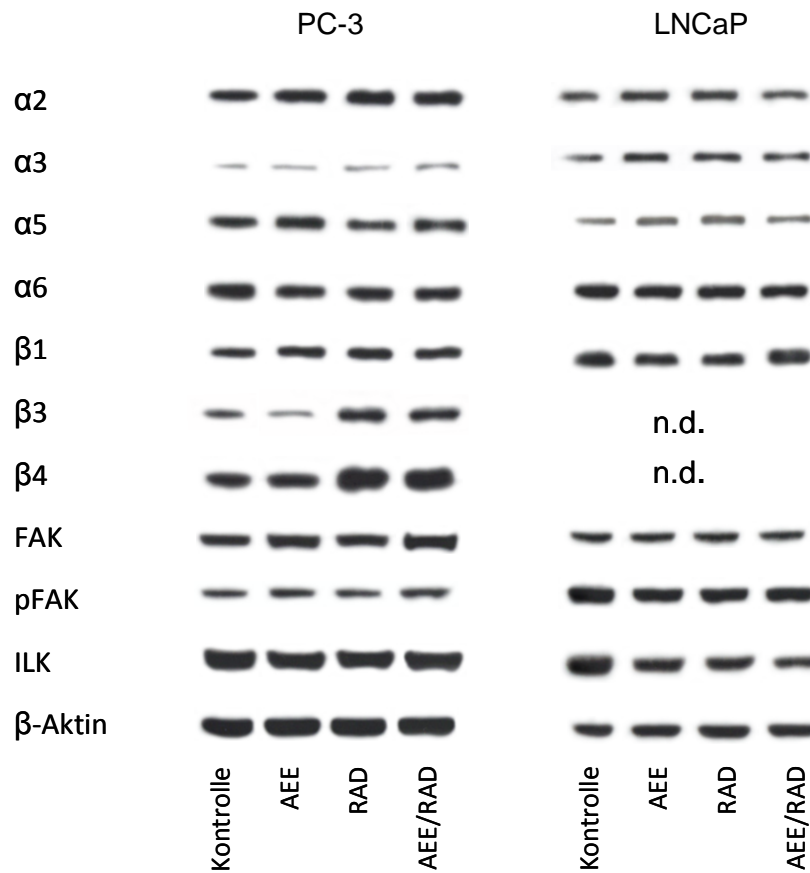 PC-3 LNCaP
α2
α3
α5
α6
β1
β3 n.d.
β4 n.d.
FAK
pFAK
ILK
β-Aktin
Kontrolle AEE RAD AEE/RAD Kontrolle AEE RAD AEE/RAD